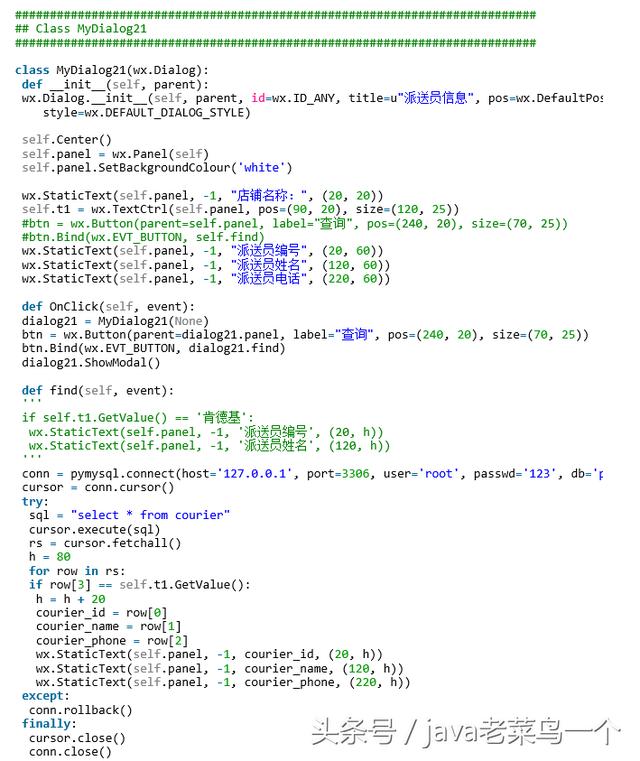 ###########################################################################
## Class MyDialog21
###########################################################################
class MyDialog21(wx.Dialog):
def __init__(self, parent):
wx.Dialog.__init__(self, parent, id=wx.ID_ANY, title=u"派送员信息", pos=wx.DefaultPos
style=wx.DEFAULT_DIALOG_STYLE)
self.Center()
self.panel = wx.Panel(self)
self.panel.SetBackgroundColour('white')
wx.StaticText(self.panel, -1, "店铺名称：", (20, 20))
self.t1 = wx.TextCtrl(self.panel, pos=(90, 20), size=(120, 25))
#btn = wx.Button(parent=self.panel, label="查询", pos=(240, 20), size=(70, 25))
#btn.Bind(wx.EVT_BUTTON, self.find)
wx.StaticText(self.panel, -1, "派送员编号", (20, 60))
wx.StaticText(self.panel, -1, "派送员姓名", (120, 60))
wx.StaticText(self.panel, -1, "派送员电话", (220, 60))
def OnClick(self, event):
dialog21 = MyDialog21(None)
btn = wx.Button(parent=dialog21.panel, label="查询", pos=(240, 20), size=(70, 25))
btn.Bind(wx.EVT_BUTTON, dialog21.find)
dialog21.ShowModal()
def find(self, event):
'''
if self.t1.GetValue() == '肯德基':
wx.StaticText(self.panel, -1, '派送员编号', (20, h))
wx.StaticText(self.panel, -1, '派送员姓名', (120, h))
'''
conn = pymysql.connect(host='127.0.0.1', port=3306, user='root', passwd='123', db='p
cursor = conn.cursor()
try:
sql = "select * from courier"
cursor.execute(sql)
rs = cursor.fetchall()
h = 80
for row in rs:
if row[3] == self.t1.GetValue():
h = h + 20
courier_id = row[0]
courier_name = row[1]
courier_phone = row[2]
wx.StaticText(self.panel, -1, courier_id, (20, h))
wx.StaticText(self.panel, -1, courier_name, (120, h))
wx.StaticText(self.panel, -1, courier_phone, (220, h))
except:
conn.rollback()
finally:
cursor.close()
conn.close()
头条号 / java老菜鸟一个